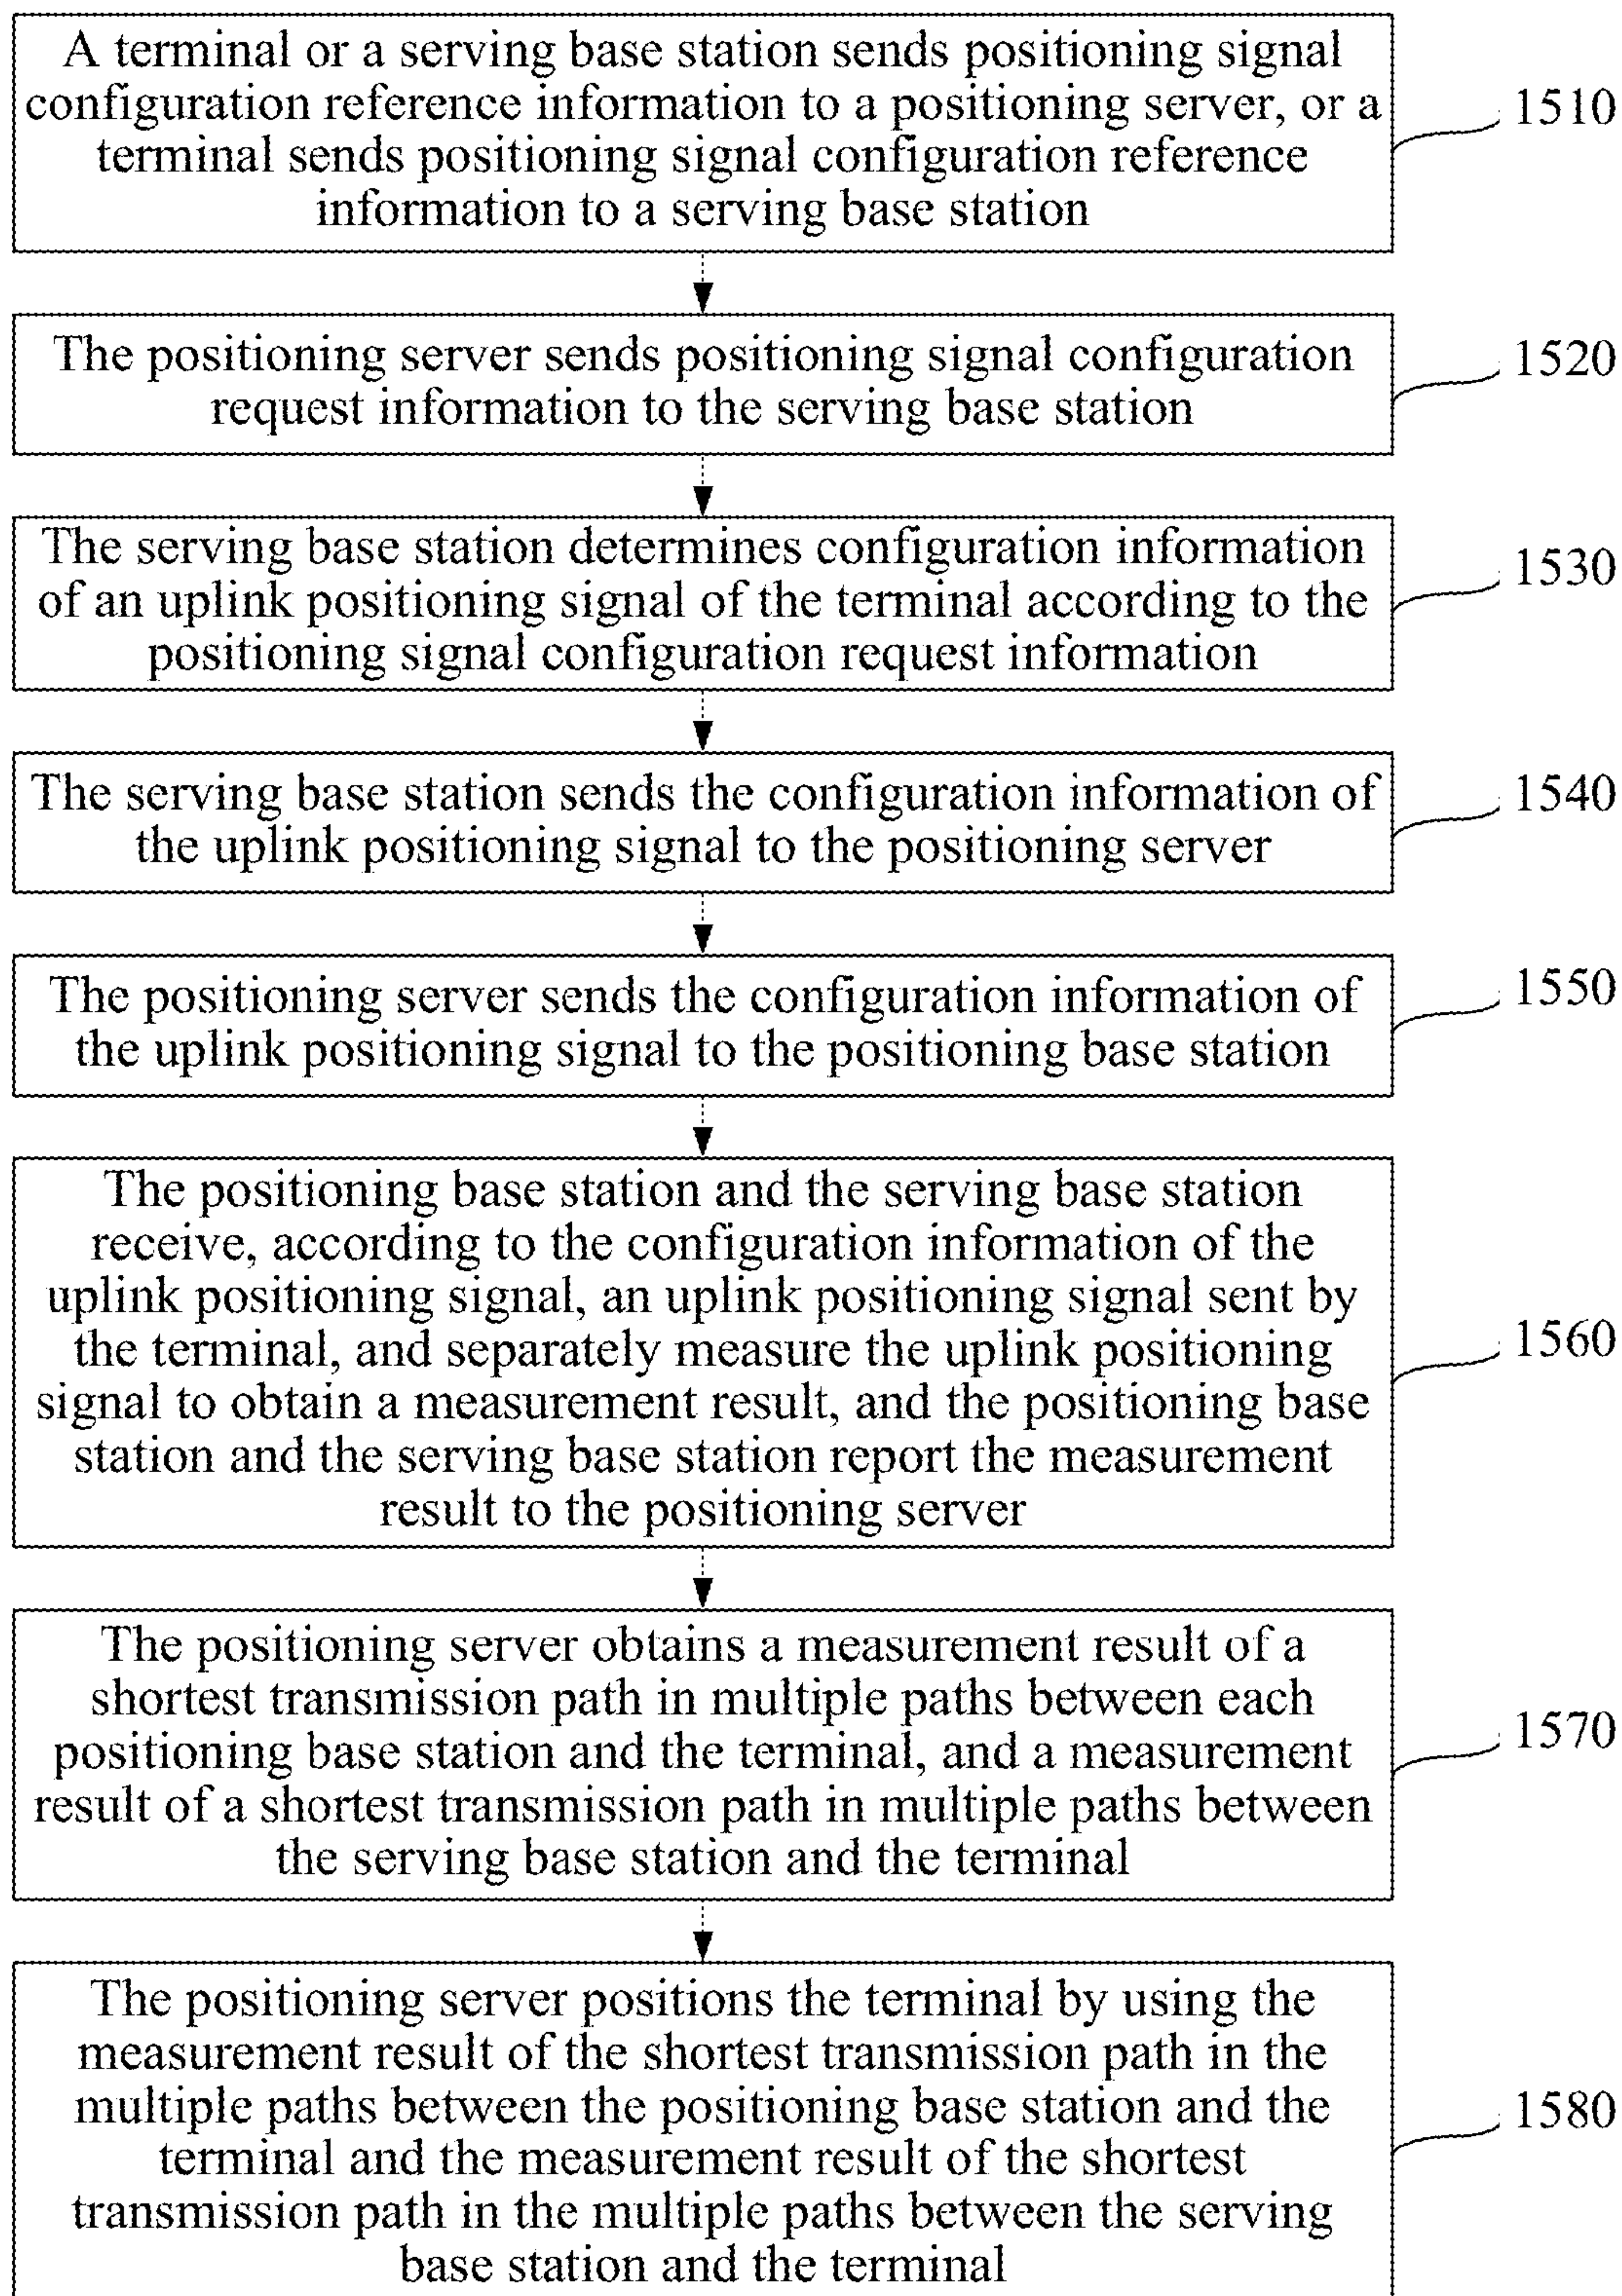 A terminal or a serving base station sends positioning signal
configuration reference information to a positioning server, or a
terminal sends positioning signal configuration reference
information to a serving base station
1510
The positioning server sends positioning signal configuration
request information to the serving base station
1520
The serving base station determines configuration information
of an uplink positioning signal of the terminal according to the
positioning signal configuration request information
1530
The serving base station sends the configuration information of
the uplink positioning signal to the positioning server
1540
The positioning server sends the configuration information of
the uplink positioning signal to the positioning base station
1550
The positioning base station and the serving base station
receive, according to the configuration information of the
uplink positioning signal, an uplink positioning signal sent by
the terminal, and separately measure the uplink positioning
signal to obtain a measurement result, and the positioning base
station and the serving base station report the measurement
result to the positioning server
1560
The positioning server obtains a measurement result of a
shortest transmission path in multiple paths between each
positioning base station and the terminal, and a measurement
result of a shortest transmission path in multiple paths between
the serving base station and the terminal
1570
The positioning server positions the terminal by using the
measurement result of the shortest transmission path in the
multiple paths between the positioning base station and the
terminal and the measurement result of the shortest
transmission path in the multiple paths between the serving
base station and the terminal
1580